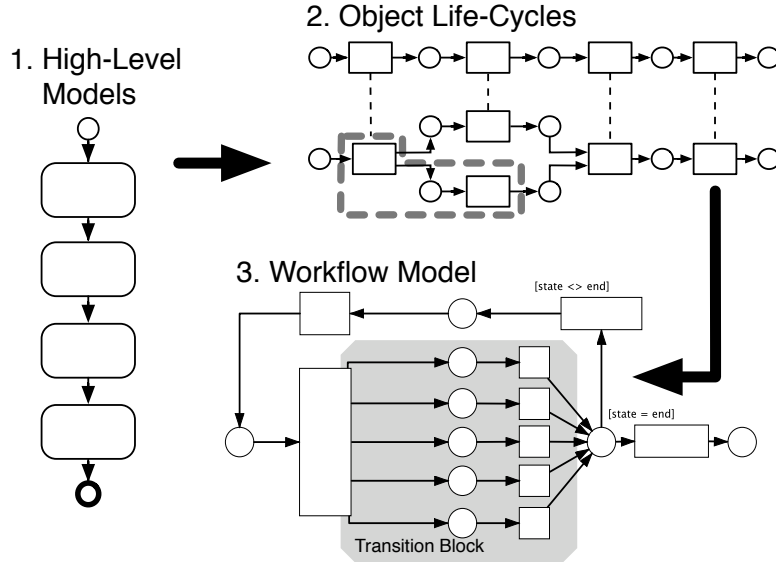 1. High-Level
Models
2. Object Life-Cycles
3. Workflow Model
[state <> end]
[state = end]
Transition Block